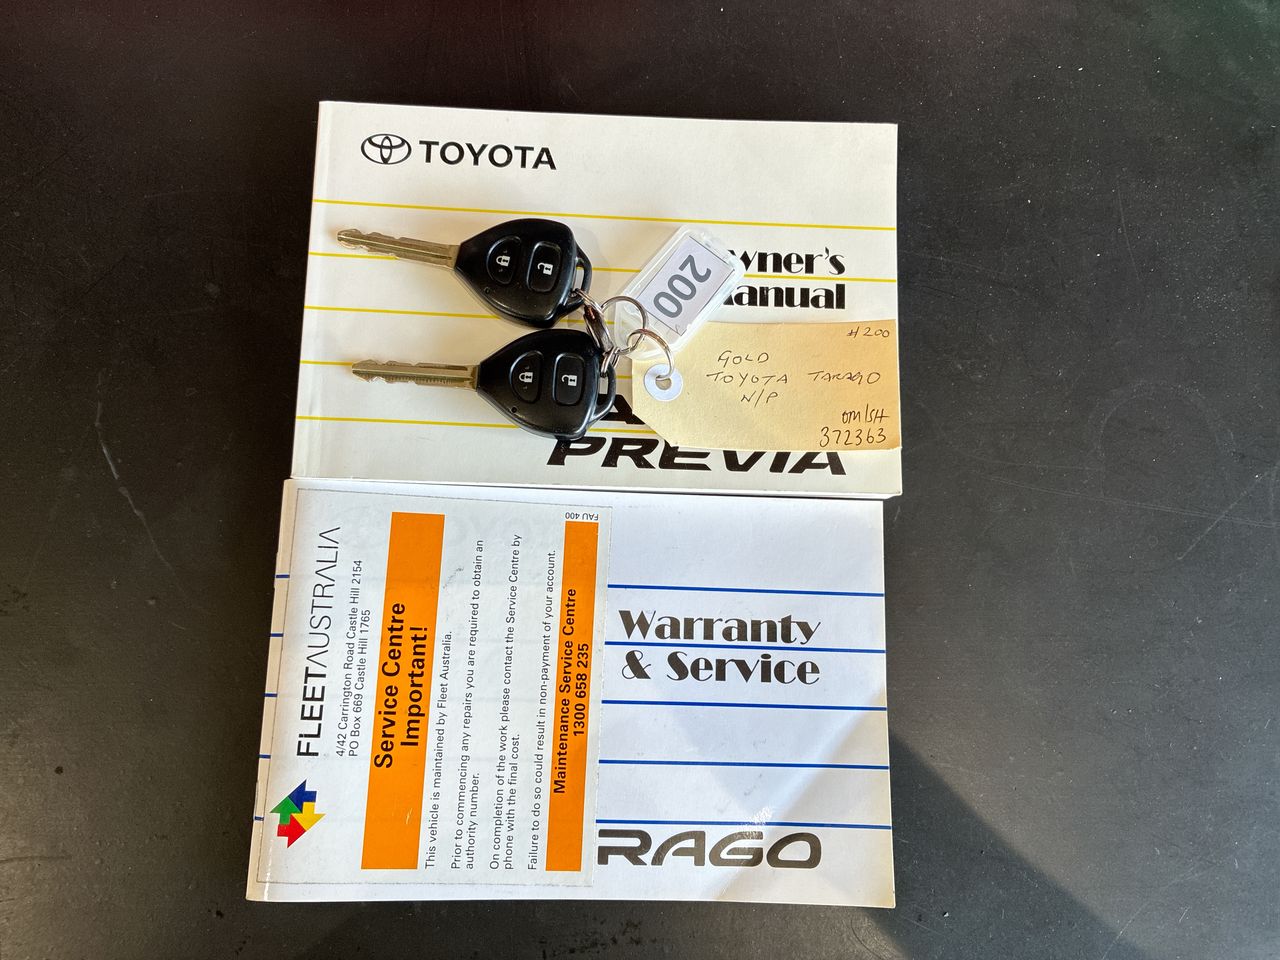 TOYOTA
wner's
anual
200
#200
GOLD
TOYOTA TARAGO
N/P
372363
PREVIA
FLEETAUSTRALIA
4/42 Carrington Road Castle Hill 2154
PO Box 669 Castle Hill 1765
Service Centre
Important!
This vehicle is maintained by Fleet Australia.
Prior to commencing any repairs you are required to obtain an
authority number.
On completion of the work please contact the Service Centre by
phone with the final cost.
Failure to do so could result in non-payment of your account.
Maintenance Service Centre
1300 658 235
FAU 400
Warranty
& Service
RAGO